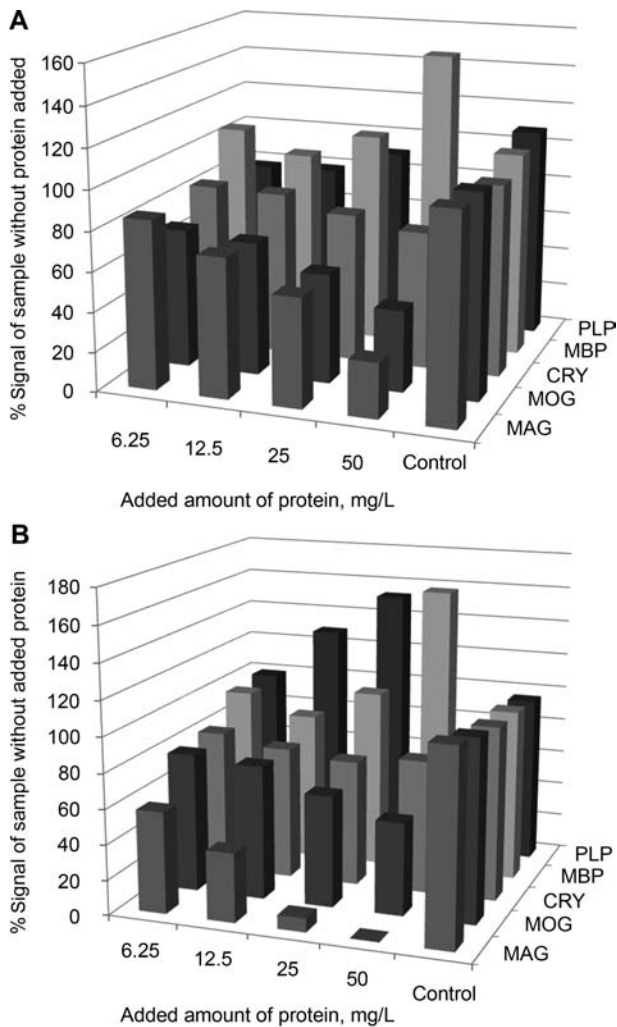 A
% Signal of sample without protein added
160
140
120
100
80
60
40
20
0
6.25
12.5
25
50
Control
PLP
MBP
CRY
MOG
MAG
Added amount of protein, mg/L
B
% Signal of sample without added protein
180
160
140
120
100
80
60
40
20
0
6.25
12.5
25
50
Control
PLP
MBP
CRY
MOG
MAG
Added amount of protein, mg/L